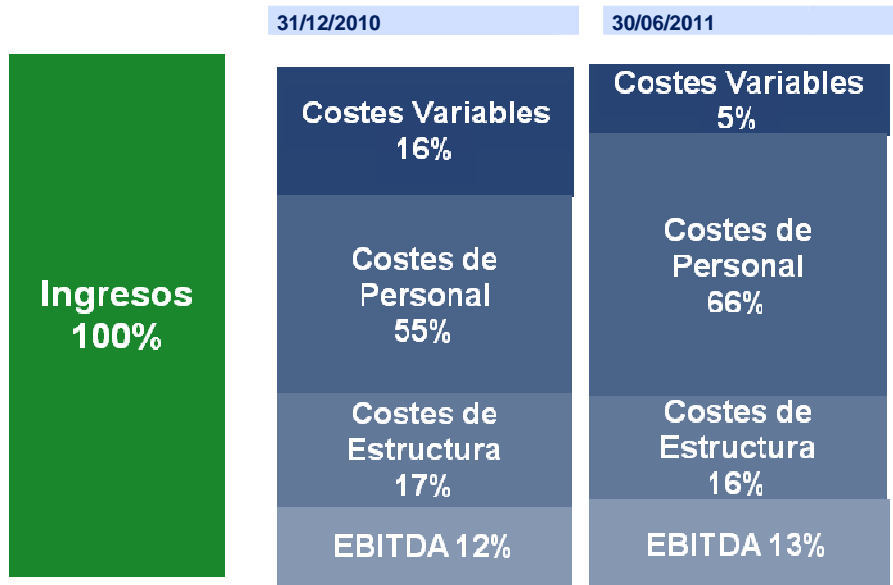 31/12/2010
30/06/2011
Ingresos
100%
Costes Variables
16%
Costes de
Personal
55%
Costes de
Estructura
17%
EBITDA 12%
Costes Variables
5%
Costes de
Personal
66%
Costes de
Estructura
16%
EBITDA 13%